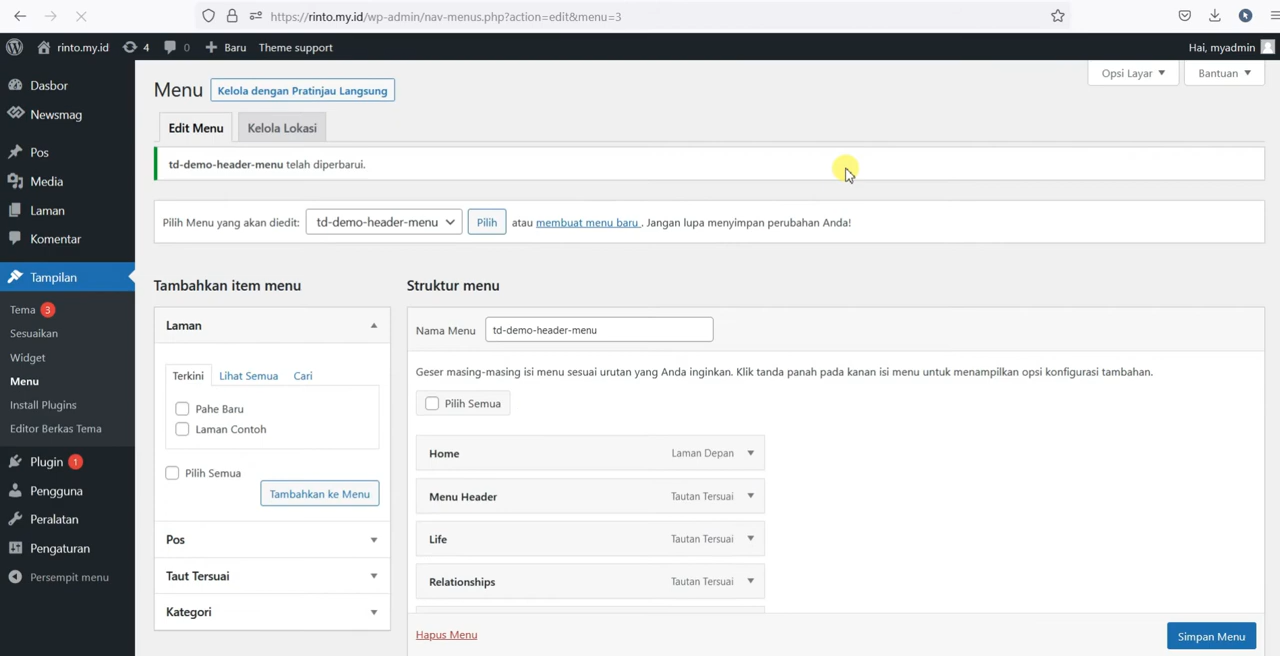 https://rinto.my.id/wp-admin/nav-menus.php?action=edit&menu=3
rinto.my.id 4 0 Baru Theme support Hai, myadmin
Opsi Layar Bantuan
Dasbor
Newsmag
Pos
Media
Laman
Komentar
Tampilan
Tema 3
Sesuaikan
Widget
Menu
Install Plugins
Editor Berkas Tema
Plugin 1
Pengguna
Peralatan
Pengaturan
Persempit menu
Menu Kelola dengan Pratinjau Langsung
Edit Menu Kelola Lokasi
td-demo-header-menu telah diperbarui.
Pilih Menu yang akan diedit: td-demo-header-menu Pilih atau membuat menu baru . Jangan lupa menyimpan perubahan Anda!
Tambahkan item menu
Laman
Terkini Lihat Semua Cari
Pahe Baru
Laman Contoh
Pilih Semua
Tambahkan ke Menu
Pos
Taut Tersuai
Kategori
Struktur menu
Nama Menu td-demo-header-menu
Geser masing-masing isi menu sesuai urutan yang Anda inginkan. Klik tanda panah pada kanan isi menu untuk menampilkan opsi konfigurasi tambahan.
Pilih Semua
Home Laman Depan
Menu Header Tautan Tersuai
Life Tautan Tersuai
Relationships Tautan Tersuai
Hapus Menu Simpan Menu